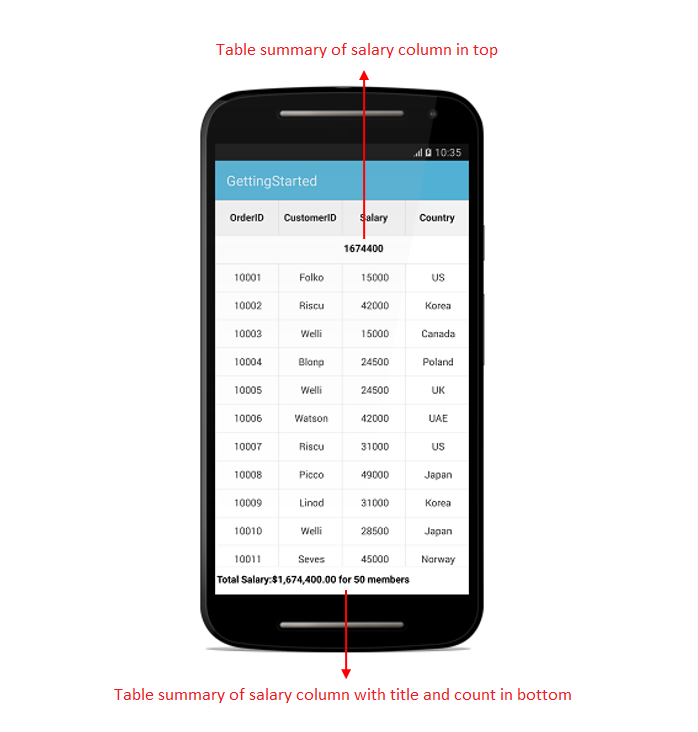 Table summary of salary column in top
10:35
GettingStarted
OrderID CustomerID Salary Country
1674400
10001 Folko 15000 US
10002 Riscu 42000 Korea
10003 Welli 15000 Canada
10004 Blonp 24500 Poland
10005 Welli 24500 UK
10006 Watson 42000 UAE
10007 Riscu 31000 US
10008 Picco 49000 Japan
10009 Linod 31000 Korea
10010 Welli 28500 Japan
10011 Seves 45000 Norway
Total Salary:$1,674,400.00 for 50 members
Table summary of salary column with title and count in bottom